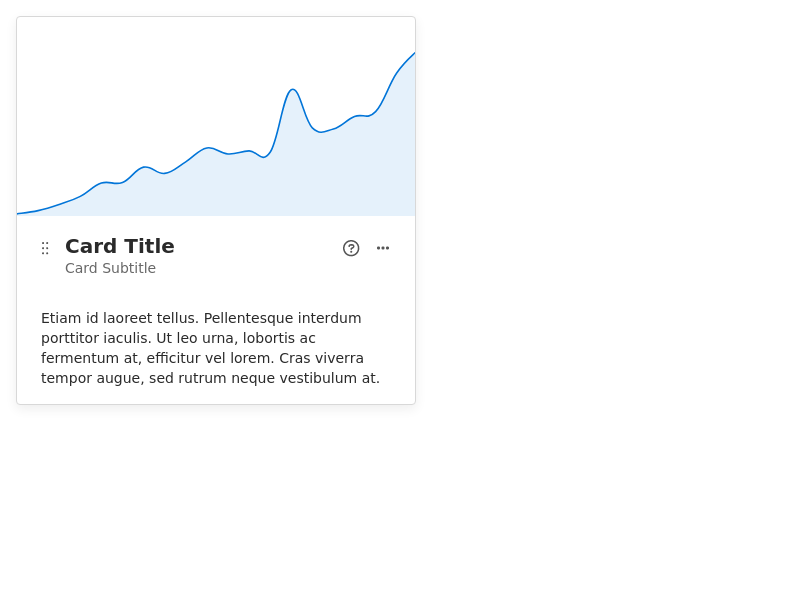 Card Title
Card Subtitle
Etiam id laoreet tellus. Pellentesque interdum
porttitor iaculis. Ut leo urna, lobortis ac
fermentum at, efficitur vel lorem. Cras viverra
tempor augue, sed rutrum neque vestibulum at.